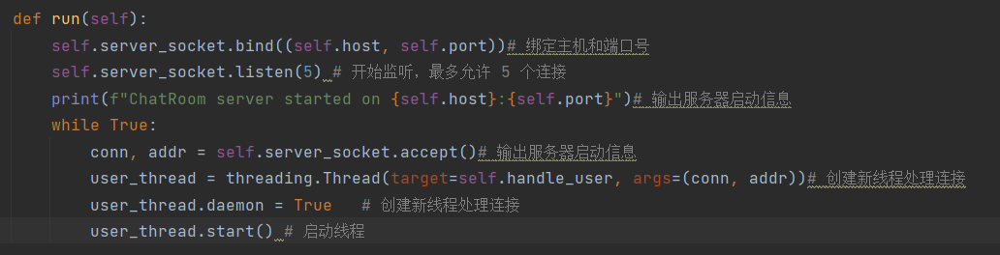 def run(self):
    self.server_socket.bind((self.host, self.port))# 绑定主机和端口号
    self.server_socket.listen(5) # 开始监听，最多允许 5 个连接
    print(f"ChatRoom server started on {self.host}:{self.port}")# 输出服务器启动信息
    while True:
        conn, addr = self.server_socket.accept()# 输出服务器启动信息
        user_thread = threading.Thread(target=self.handle_user, args=(conn, addr))# 创建新线程处理连接
        user_thread.daemon = True   # 创建新线程处理连接
        user_thread.start() # 启动线程